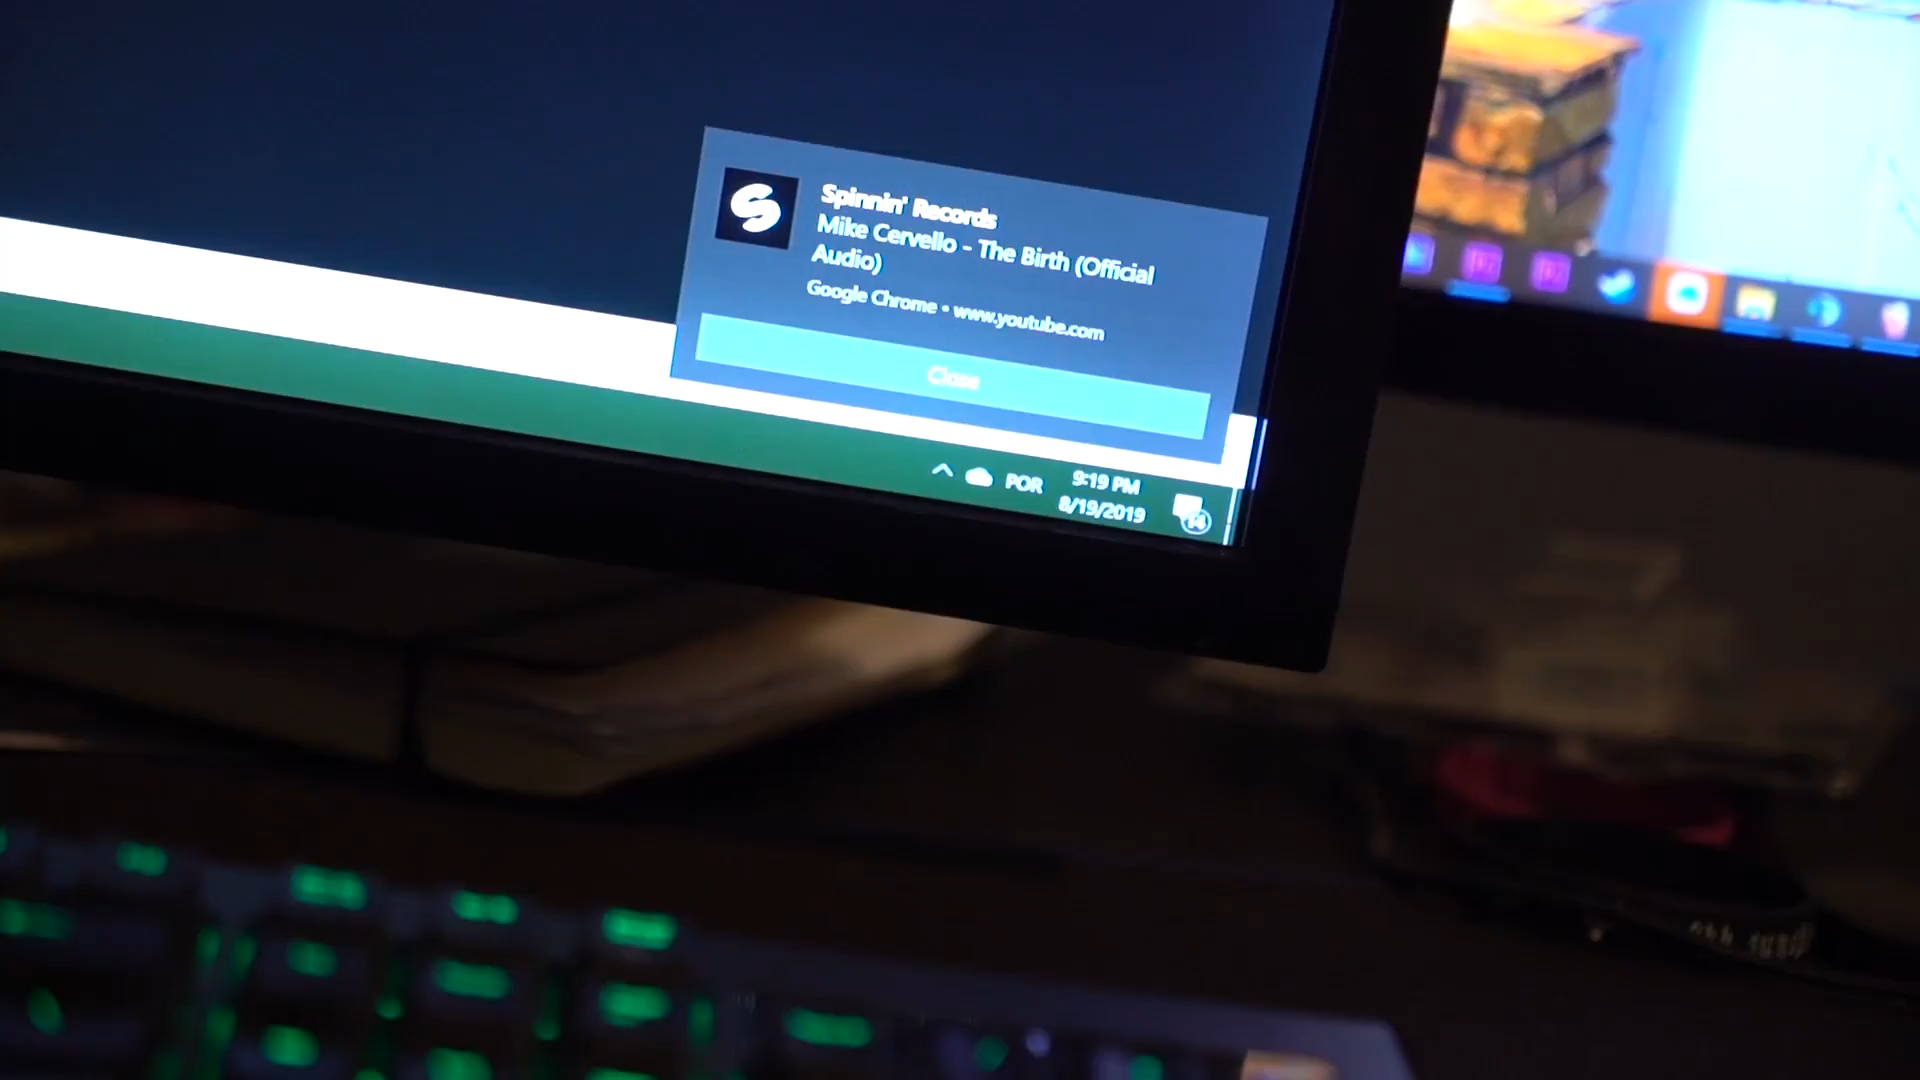 Spinnin' Records
Mike Cervello - The Birth (Official
Audio)
Google Chrome • www.youtube.com
Close
POR
9:19 PM
8/19/2019
14